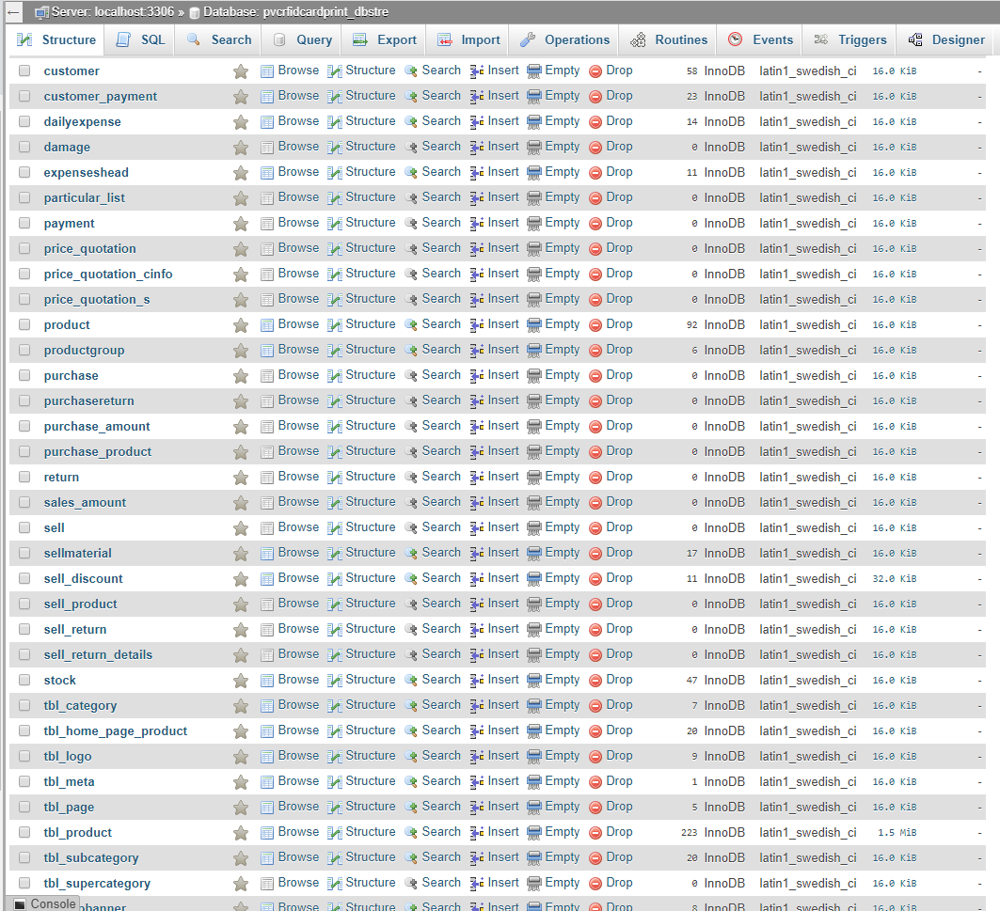 Server: localhost:3306 » Database: pvcrfidcardprint_dbstre
Structure SQL Search Query Export Import Operations Routines Events Triggers Designer
customer Browse Structure Search Insert Empty Drop 58 InnoDB latin1_swedish_ci 16.0 KiB -
customer_payment Browse Structure Search Insert Empty Drop 23 InnoDB latin1_swedish_ci 16.0 KiB -
dailyexpense Browse Structure Search Insert Empty Drop 14 InnoDB latin1_swedish_ci 16.0 KiB -
damage Browse Structure Search Insert Empty Drop 0 InnoDB latin1_swedish_ci 16.0 KiB -
expenseshead Browse Structure Search Insert Empty Drop 11 InnoDB latin1_swedish_ci 16.0 KiB -
particular_list Browse Structure Search Insert Empty Drop 0 InnoDB latin1_swedish_ci 16.0 KiB -
payment Browse Structure Search Insert Empty Drop 0 InnoDB latin1_swedish_ci 16.0 KiB -
price_quotation Browse Structure Search Insert Empty Drop 0 InnoDB latin1_swedish_ci 16.0 KiB -
price_quotation_cinfo Browse Structure Search Insert Empty Drop 0 InnoDB latin1_swedish_ci 16.0 KiB -
price_quotation_s Browse Structure Search Insert Empty Drop 0 InnoDB latin1_swedish_ci 16.0 KiB -
product Browse Structure Search Insert Empty Drop 92 InnoDB latin1_swedish_ci 16.0 KiB -
productgroup Browse Structure Search Insert Empty Drop 6 InnoDB latin1_swedish_ci 16.0 KiB -
purchase Browse Structure Search Insert Empty Drop 0 InnoDB latin1_swedish_ci 16.0 KiB -
purchasereturn Browse Structure Search Insert Empty Drop 0 InnoDB latin1_swedish_ci 16.0 KiB -
purchase_amount Browse Structure Search Insert Empty Drop 0 InnoDB latin1_swedish_ci 16.0 KiB -
purchase_product Browse Structure Search Insert Empty Drop 0 InnoDB latin1_swedish_ci 16.0 KiB -
return Browse Structure Search Insert Empty Drop 0 InnoDB latin1_swedish_ci 16.0 KiB -
sales_amount Browse Structure Search Insert Empty Drop 0 InnoDB latin1_swedish_ci 16.0 KiB -
sell Browse Structure Search Insert Empty Drop 0 InnoDB latin1_swedish_ci 16.0 KiB -
sellmaterial Browse Structure Search Insert Empty Drop 17 InnoDB latin1_swedish_ci 16.0 KiB -
sell_discount Browse Structure Search Insert Empty Drop 11 InnoDB latin1_swedish_ci 32.0 KiB -
sell_product Browse Structure Search Insert Empty Drop 0 InnoDB latin1_swedish_ci 16.0 KiB -
sell_return Browse Structure Search Insert Empty Drop 0 InnoDB latin1_swedish_ci 16.0 KiB -
sell_return_details Browse Structure Search Insert Empty Drop 0 InnoDB latin1_swedish_ci 16.0 KiB -
stock Browse Structure Search Insert Empty Drop 47 InnoDB latin1_swedish_ci 16.0 KiB -
tbl_category Browse Structure Search Insert Empty Drop 7 InnoDB latin1_swedish_ci 16.0 KiB -
tbl_home_page_product Browse Structure Search Insert Empty Drop 20 InnoDB latin1_swedish_ci 16.0 KiB -
tbl_logo Browse Structure Search Insert Empty Drop 9 InnoDB latin1_swedish_ci 16.0 KiB -
tbl_meta Browse Structure Search Insert Empty Drop 1 InnoDB latin1_swedish_ci 16.0 KiB -
tbl_page Browse Structure Search Insert Empty Drop 5 InnoDB latin1_swedish_ci 16.0 KiB -
tbl_product Browse Structure Search Insert Empty Drop 223 InnoDB latin1_swedish_ci 1.5 MiB -
tbl_subcategory Browse Structure Search Insert Empty Drop 20 InnoDB latin1_swedish_ci 16.0 KiB -
tbl_supercategory Browse Structure Search Insert Empty Drop 0 InnoDB latin1_swedish_ci 16.0 KiB -
Browse Structure Search Insert Empty Drop 8 InnoDB latin1_swedish_ci 16.0 KiB -
Console